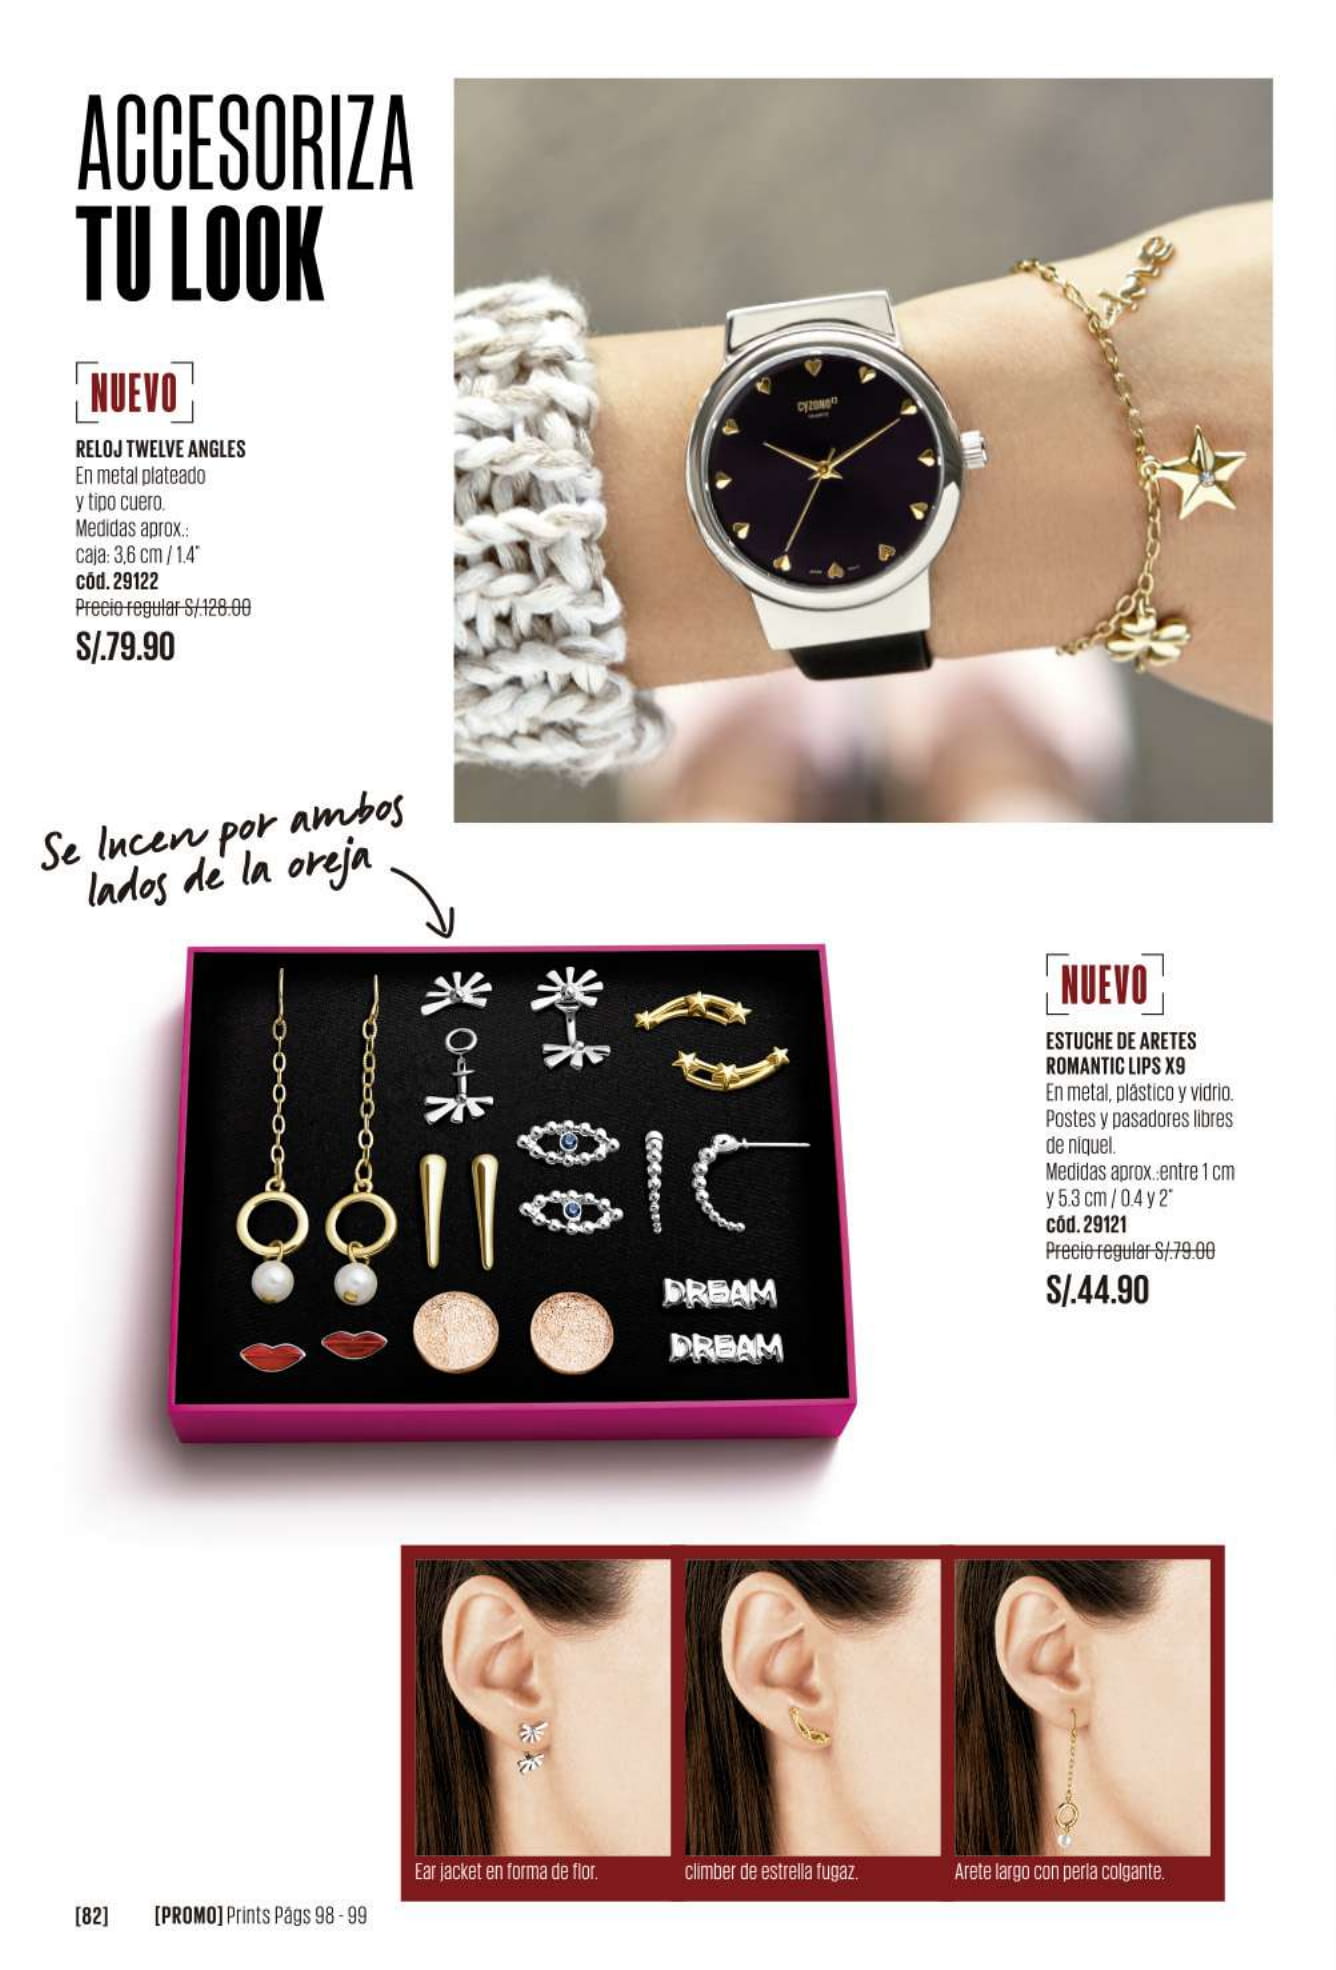 ACCESORIZA
TU LOOK
NUEVO
RELOJ TWELVE ANGLES
En metal plateado
y tipo cuero.
Medidas aprox.:
caja: 3,6 cm / 1.4"
cód. 29122
Precio regular S/.128.00
S/.79.90
CYZONE
Se lucen por ambos
lados de la oreja
NUEVO
ESTUCHE DE ARETES
ROMANTIC LIPS X9
En metal, plástico y vidrio.
Postes y pasadores libres
de níquel.
Medidas aprox.:entre 1 cm
y 5.3 cm / 0.4 y 2"
cód. 29121
Precio regular S/.79.00
S/.44.90
DREAM
DREAM
Ear jacket en forma de flor.
climber de estrella fugaz.
Arete largo con perla colgante.
[82] [PROMO] Prints Págs 98 - 99